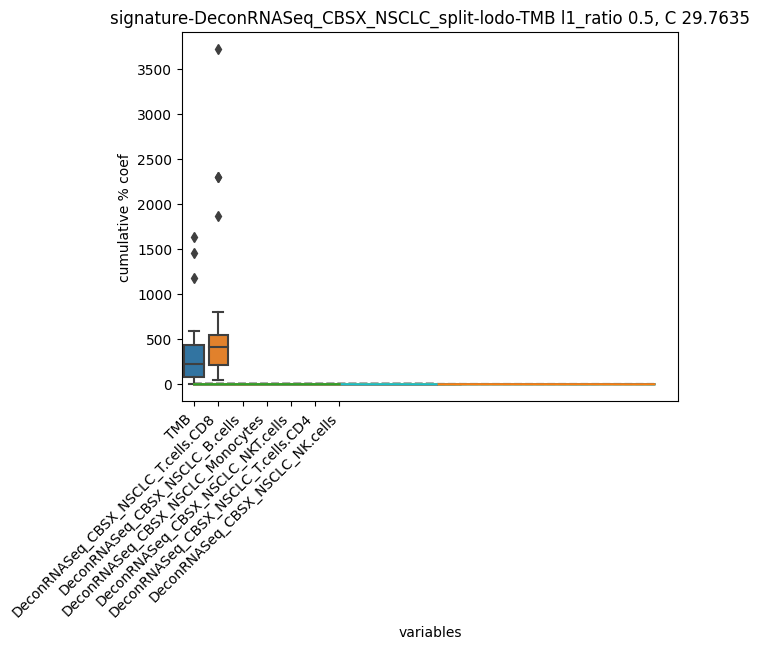 signature-DeconRNASeq_CBSX_NSCLC_split-lodo-TMB l1_ratio 0.5, C 29.7635
3500
3000
2500
2000
1500
1000
500
0
cumulative % coef
TMB
DeconRNASeq_CBSX_NSCLC_T.cells.CD8
DeconRNASeq_CBSX_NSCLC_B.cells
DeconRNASeq_CBSX_NSCLC_Monocytes
DeconRNASeq_CBSX_NSCLC_NKT.cells
DeconRNASeq_CBSX_NSCLC_T.cells.CD4
DeconRNASeq_CBSX_NSCLC_NK.cells
variables